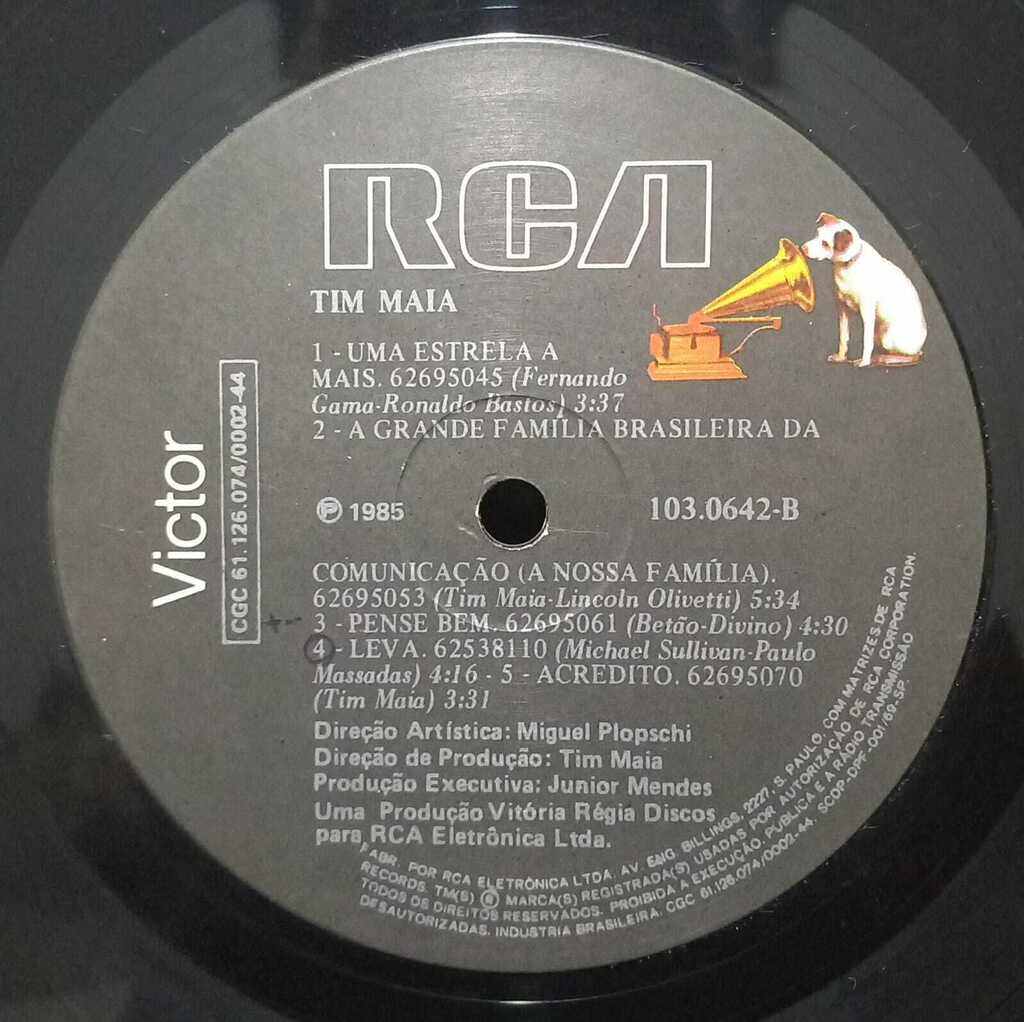 RCA
TIM MAIA
1 - UMA ESTRELA A
MAIS. 62695045 (Fernando
Gama-Ronaldo Bastos) 3:37
2 - A GRANDE FAMÍLIA BRASILEIRA DA
℗ 1985
103.0642-B
COMUNICAÇÃO (A NOSSA FAMÍLIA).
62695053 (Tim Maia-Lincoln Olivetti) 5:34
3 - PENSE BEM. 62695061 (Betão-Divino) 4:30
4 - LEVA. 62538110 (Michael Sullivan-Paulo
Massadas) 4:16 - 5 - ACREDITO. 62695070
(Tim Maia) 3:31
Direção Artística: Miguel Plopschi
Direção de Produção: Tim Maia
Produção Executiva: Junior Mendes
Uma Produção Vitória Régia Discos
para RCA Eletrônica Ltda.
Victor
CGC 61.126.074/0002-44
FABR. POR RCA ELETRÔNICA LTDA. AV. ENG. BILLINGS, 2227, S. PAULO, COM MATRIZES DE RCA
RECORDS. TM(S) ® MARCA(S) REGISTRADA(S) USADAS POR AUTORIZAÇÃO DE RCA CORPORATION.
TODOS OS DIREITOS RESERVADOS. PROIBIDA A EXECUÇÃO, PÚBLICA E A RÁDIO TRANSMISSÃO
DESAUTORIZADAS. INDÚSTRIA BRASILEIRA. CGC 61.126.074/0002-44. SCDP-DPF-001/69-SP.